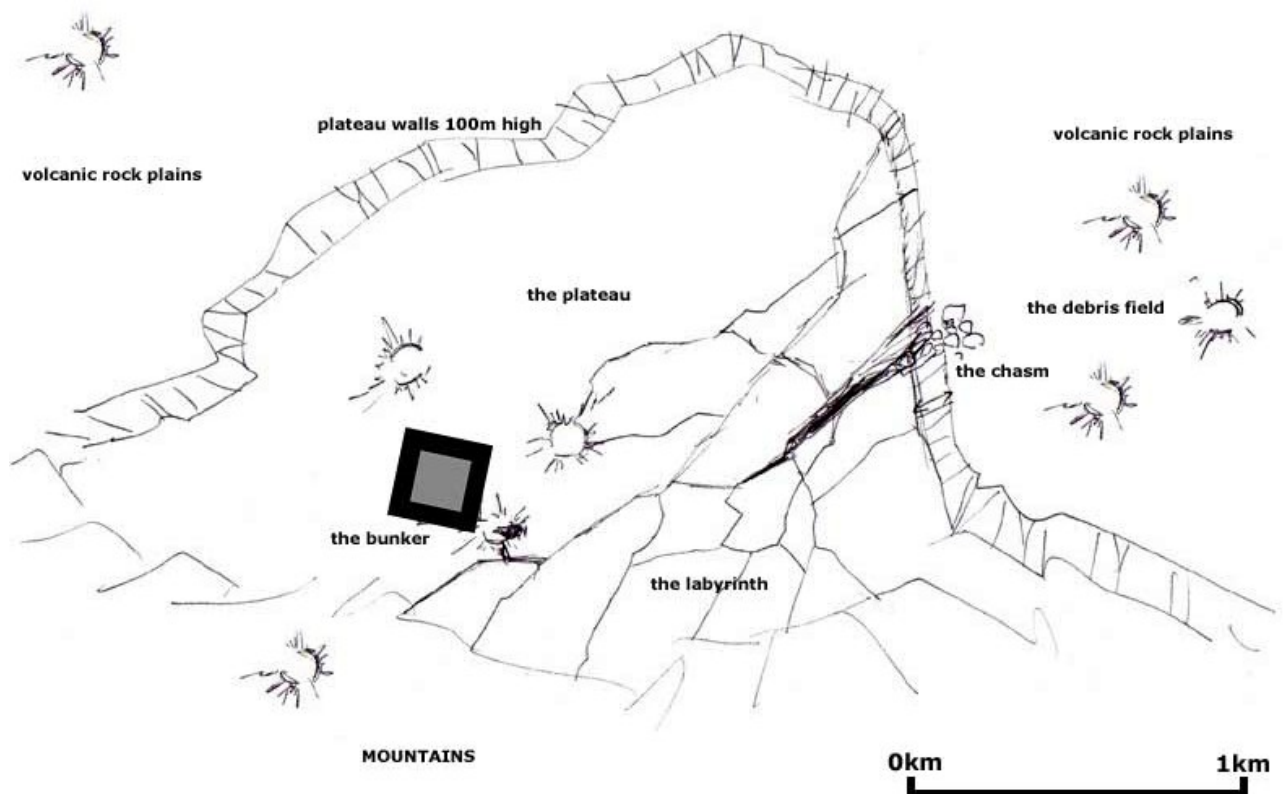 plateau walls 100m high
volcanic rock plains
volcanic rock plains
the plateau
the debris field
the chasm
the bunker
the labyrinth
MOUNTAINS
0km 1km